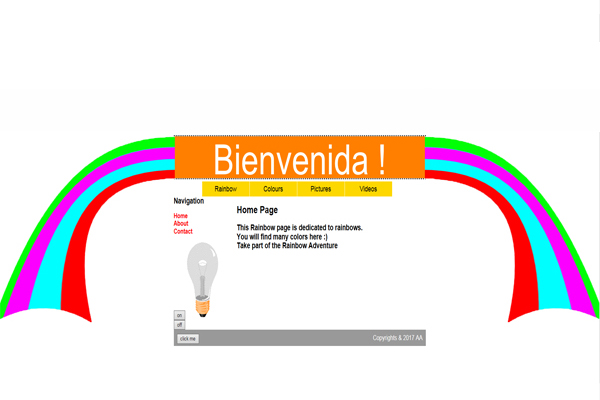 Bienvenida !
Rainbow Colours Pictures Videos
Navigation
Home
About
Contact
Home Page
This Rainbow page is dedicated to rainbows.
You will find many colors here :)
Take part of the Rainbow Adventure
on
off
click me
Copyrights & 2017 AA